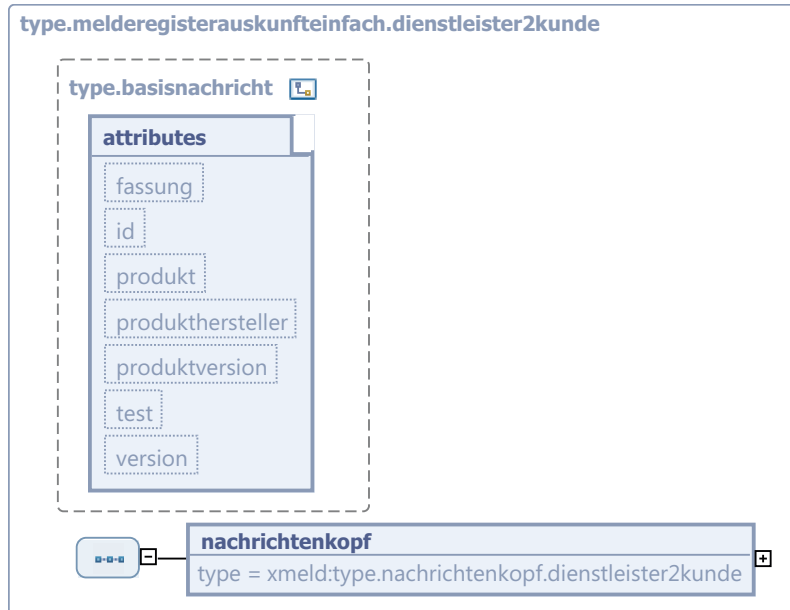 type.melderegisterauskunfteinfach.dienstleister2kunde
type.basisnachricht
attributes
fassung
id
produkt
produkthersteller
produktversion
test
version
nachrichtenkopf
type = xmeld:type.nachrichtenkopf.dienstleister2kunde